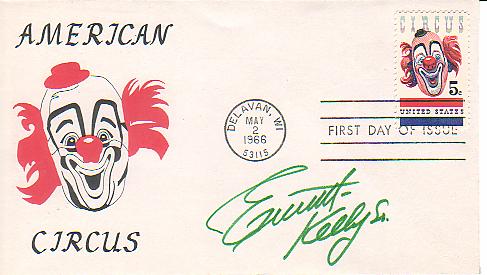 AMERICAN
CIRCUS
CIRCUS
5c
UNITED STATES
DELAVAN, WI
MAY
2
1966
53115
FIRST DAY OF ISSUE
Emmett
Kelly Sr.